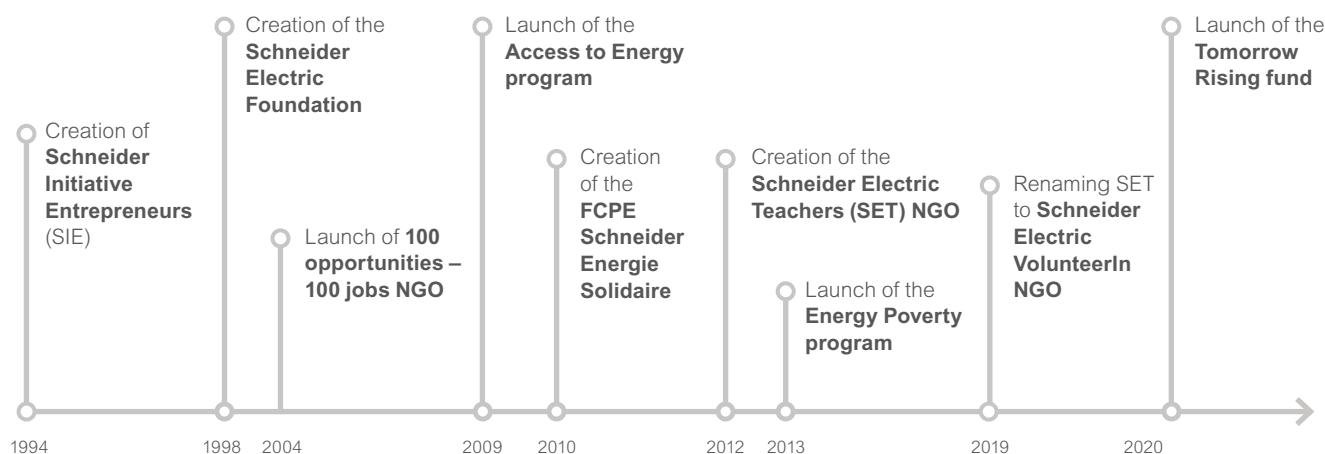 Creation of
Schneider
Initiative
Entrepreneurs
(SIE)
Creation of the
Schneider
Electric
Foundation
Launch of 100
opportunities –
100 jobs NGO
Launch of the
Access to Energy
program
Creation
of the
FCPE
Schneider
Energie
Solidaire
Creation of the
Schneider Electric
Teachers (SET) NGO
Launch of the
Energy Poverty
program
Renaming SET
to Schneider
Electric
VolunteerIn
NGO
Launch of the
Tomorrow
Rising fund
1994
1998
2004
2009
2010
2012
2013
2019
2020